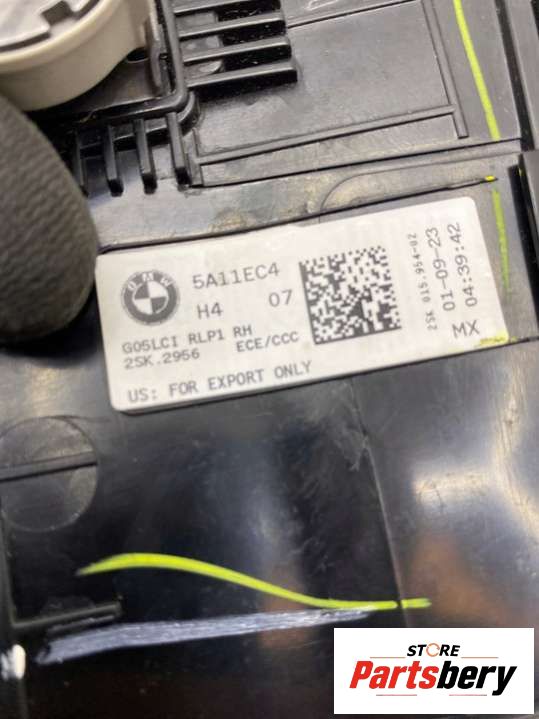 BMW
5A11EC4
H4 07
G05LCI RLP1 RH
2SK.2956 ECE/CCC
US: FOR EXPORT ONLY
2SK 015.954-02
01-09-23
04:39:42
MX
STORE
Partsbery